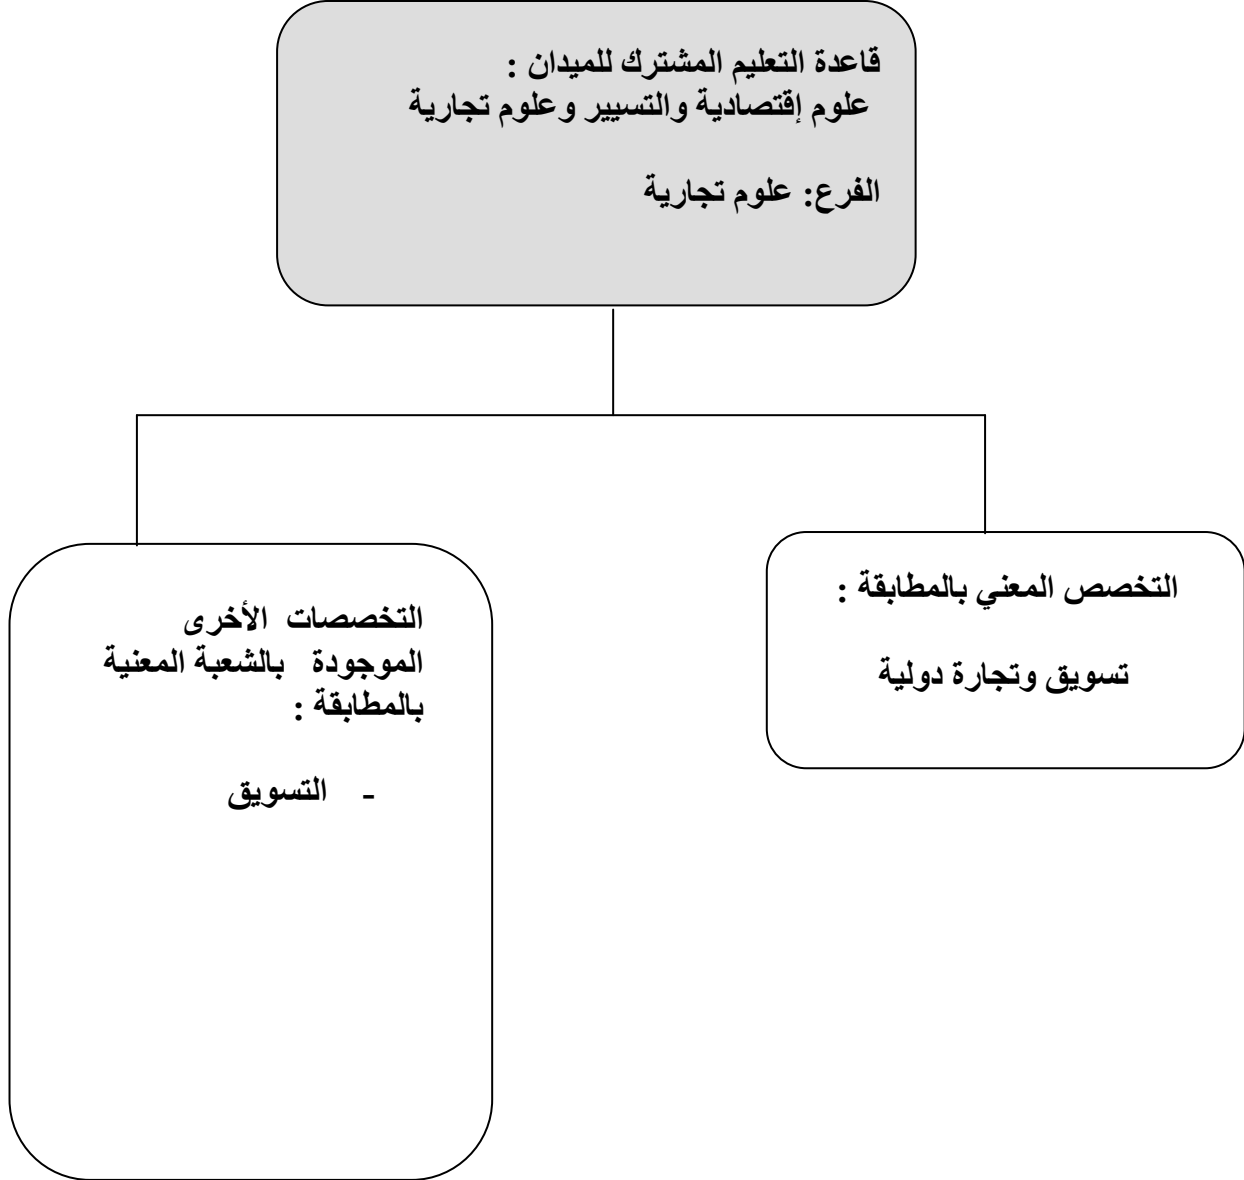 قاعدة التعليم المشترك للميدان :
علوم إقتصادية والتسيير وعلوم تجارية
الفرع: علوم تجارية
التخصص المعني بالمطابقة :
تسويق وتجارة دولية
التخصصات الأخرى
الموجودة بالشعبة المعنية
بالمطابقة :
- التسويق